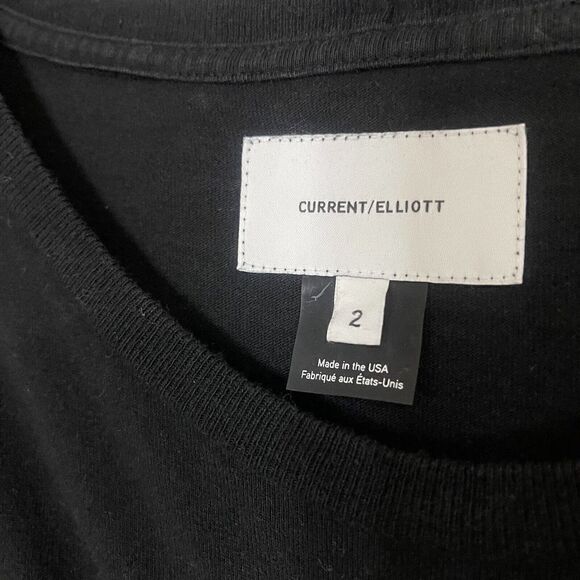 CURRENT/ELLIOTT
2
Made in the USA
Fabriqué aux États-Unis